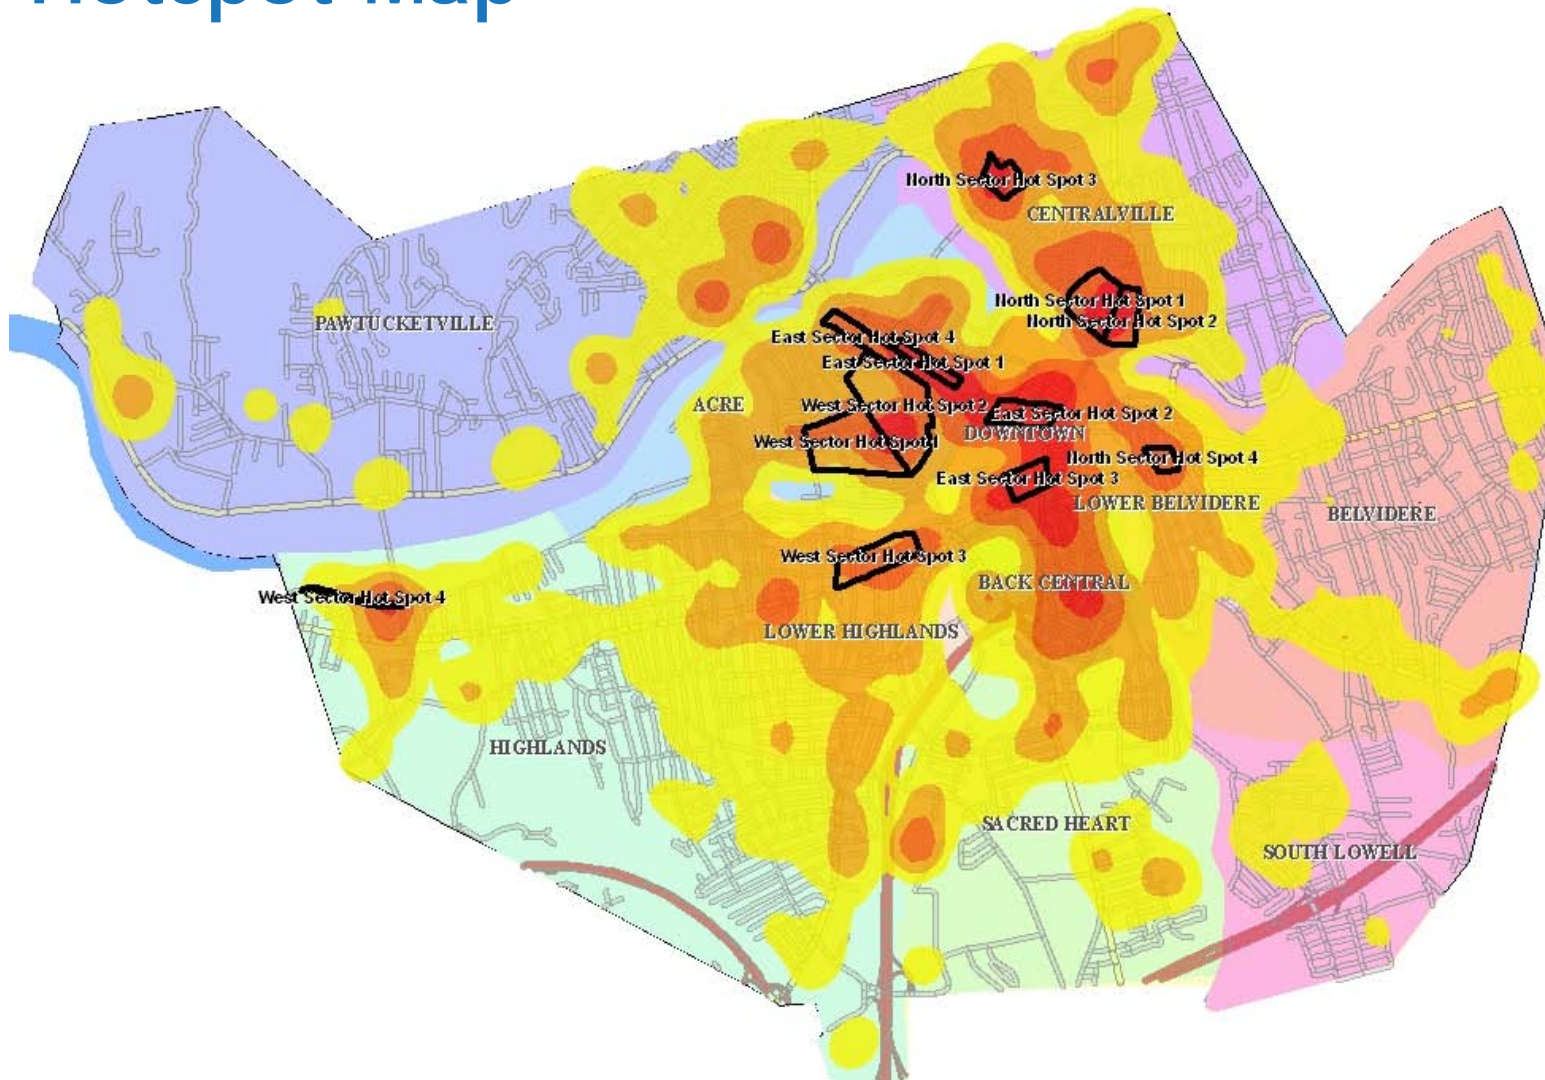 Hotspot Map
North Sector Hot Spot 3
CENTRALVILLE
North Sector Hot Spot 1
North Sector Hot Spot 2
PAWTUCKETVILLE
East Sector Hot Spot 4
East Sector Hot Spot 1
ACRE
West Sector Hot Spot 2
East Sector Hot Spot 2
DOWNTOWN
West Sector Hot Spot 1
North Sector Hot Spot 4
East Sector Hot Spot 3
LOWER BELVIDERE
BELVIDERE
West Sector Hot Spot 3
BACK CENTRAL
West Sector Hot Spot 4
LOWER HIGHLANDS
HIGHLANDS
SACRED HEART
SOUTH LOWELL